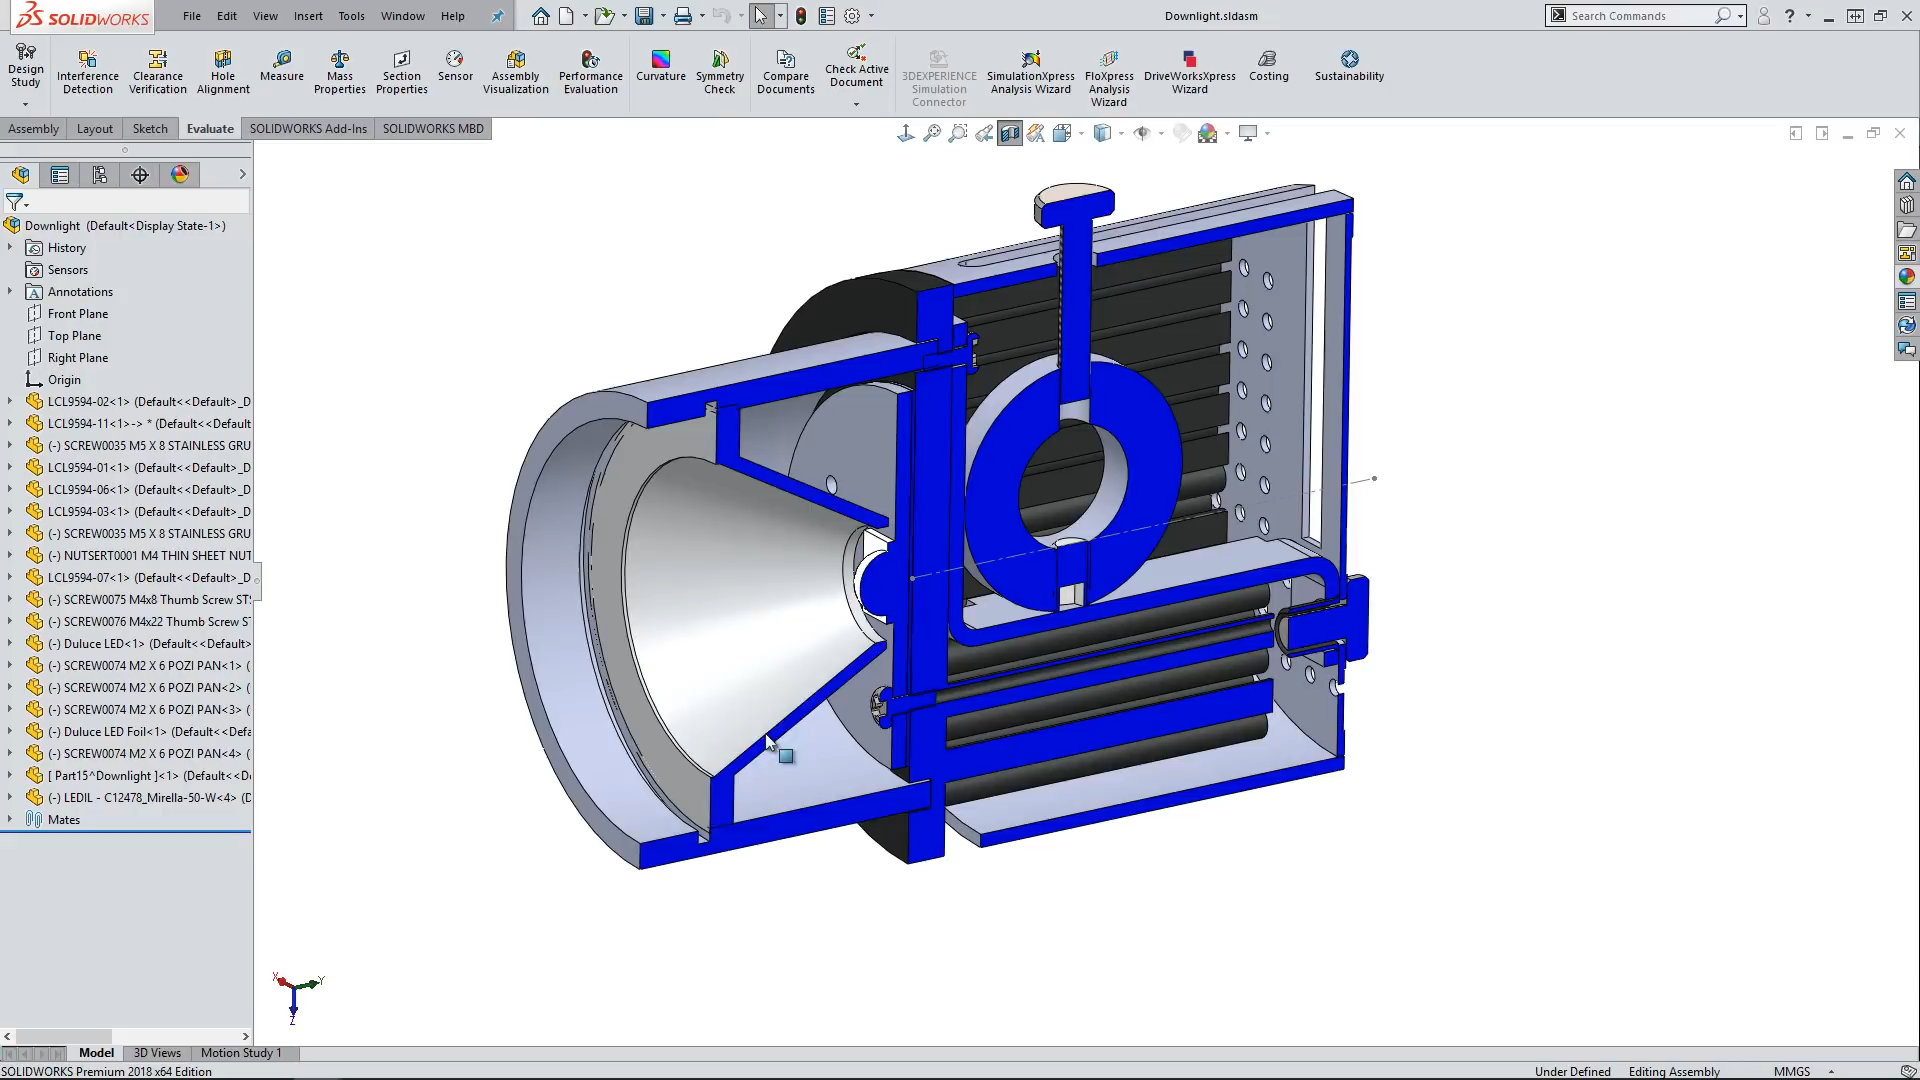 SOLIDWORKS
File Edit View Insert Tools Window Help
Downlight.sldasm
Search Commands
Design Study
Interference Detection
Clearance Verification
Hole Alignment
Measure
Mass Properties
Section Properties
Sensor
Assembly Visualization
Performance Evaluation
Curvature
Symmetry Check
Compare Documents
Check Active Document
3DEXPERIENCE Simulation Connector
SimulationXpress Analysis Wizard
FloXpress Analysis Wizard
DriveWorksXpress Wizard
Costing
Sustainability
Assembly Layout Sketch Evaluate SOLIDWORKS Add-Ins SOLIDWORKS MBD
Downlight (Default<Display State-1>)
History
Sensors
Annotations
Front Plane
Top Plane
Right Plane
Origin
LCL9594-02<1> (Default<<Default>_D
LCL9594-11<1>-> * (Default<<Default
(-) SCREW0035 M5 X 8 STAINLESS GRU
LCL9594-01<1> (Default<<Default>_D
LCL9594-06<1> (Default<<Default>_D
LCL9594-03<1> (Default<<Default>_D
(-) SCREW0035 M5 X 8 STAINLESS GRU
(-) NUTSERT0001 M4 THIN SHEET NUT
LCL9594-07<1> (Default<<Default>_D
(-) SCREW0075 M4x8 Thumb Screw ST
(-) SCREW0076 M4x22 Thumb Screw S
(-) Duluce LED<1> (Default<<Default>
(-) SCREW0074 M2 X 6 POZI PAN<1> (
(-) SCREW0074 M2 X 6 POZI PAN<2> (
(-) SCREW0074 M2 X 6 POZI PAN<3> (
(-) Duluce LED Foil<1> (Default<<Defa
(-) SCREW0074 M2 X 6 POZI PAN<4> (
[ Part15^Downlight ]<1> (Default<<D
(-) LEDIL - C12478_Mirella-50-W<4> (D
Mates
X
Y
Z
Model 3D Views Motion Study 1
SOLIDWORKS Premium 2018 x64 Edition
Under Defined Editing Assembly MMGS